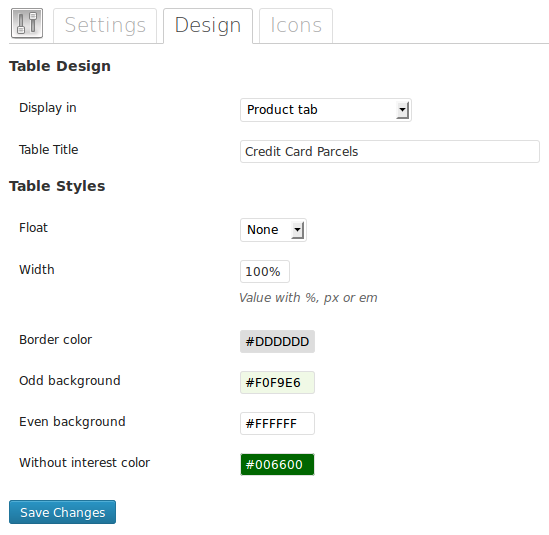 Settings Design Icons
Table Design
Display in Product tab
Table Title Credit Card Parcels
Table Styles
Float None
Width 100%
Value with %, px or em
Border color #DDDDDD
Odd background #F0F9E6
Even background #FFFFFF
Without interest color #006600
Save Changes